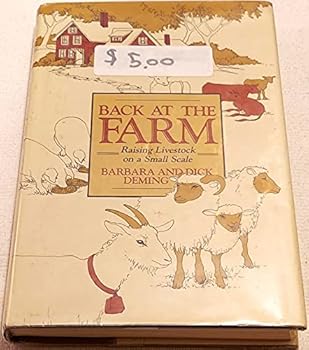 $ 5.00
BACK AT THE
FARM
Raising Livestock
on a Small Scale
BARBARA AND DICK
DEMING